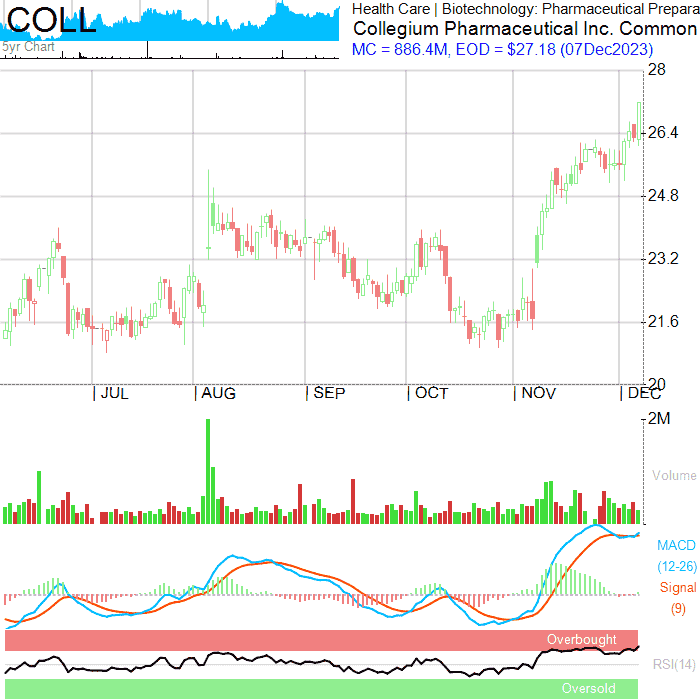 COLL
5yr Chart
Health Care | Biotechnology: Pharmaceutical Prepara
Collegium Pharmaceutical Inc. Common
MC = 886.4M, EOD = $27.18 (07Dec2023)
28
26.4
24.8
23.2
21.6
20
| JUL | AUG | SEP | OCT | NOV | DEC
2M
Volume
MACD
(12-26)
Signal
(9)
Overbought
RSI(14)
Oversold